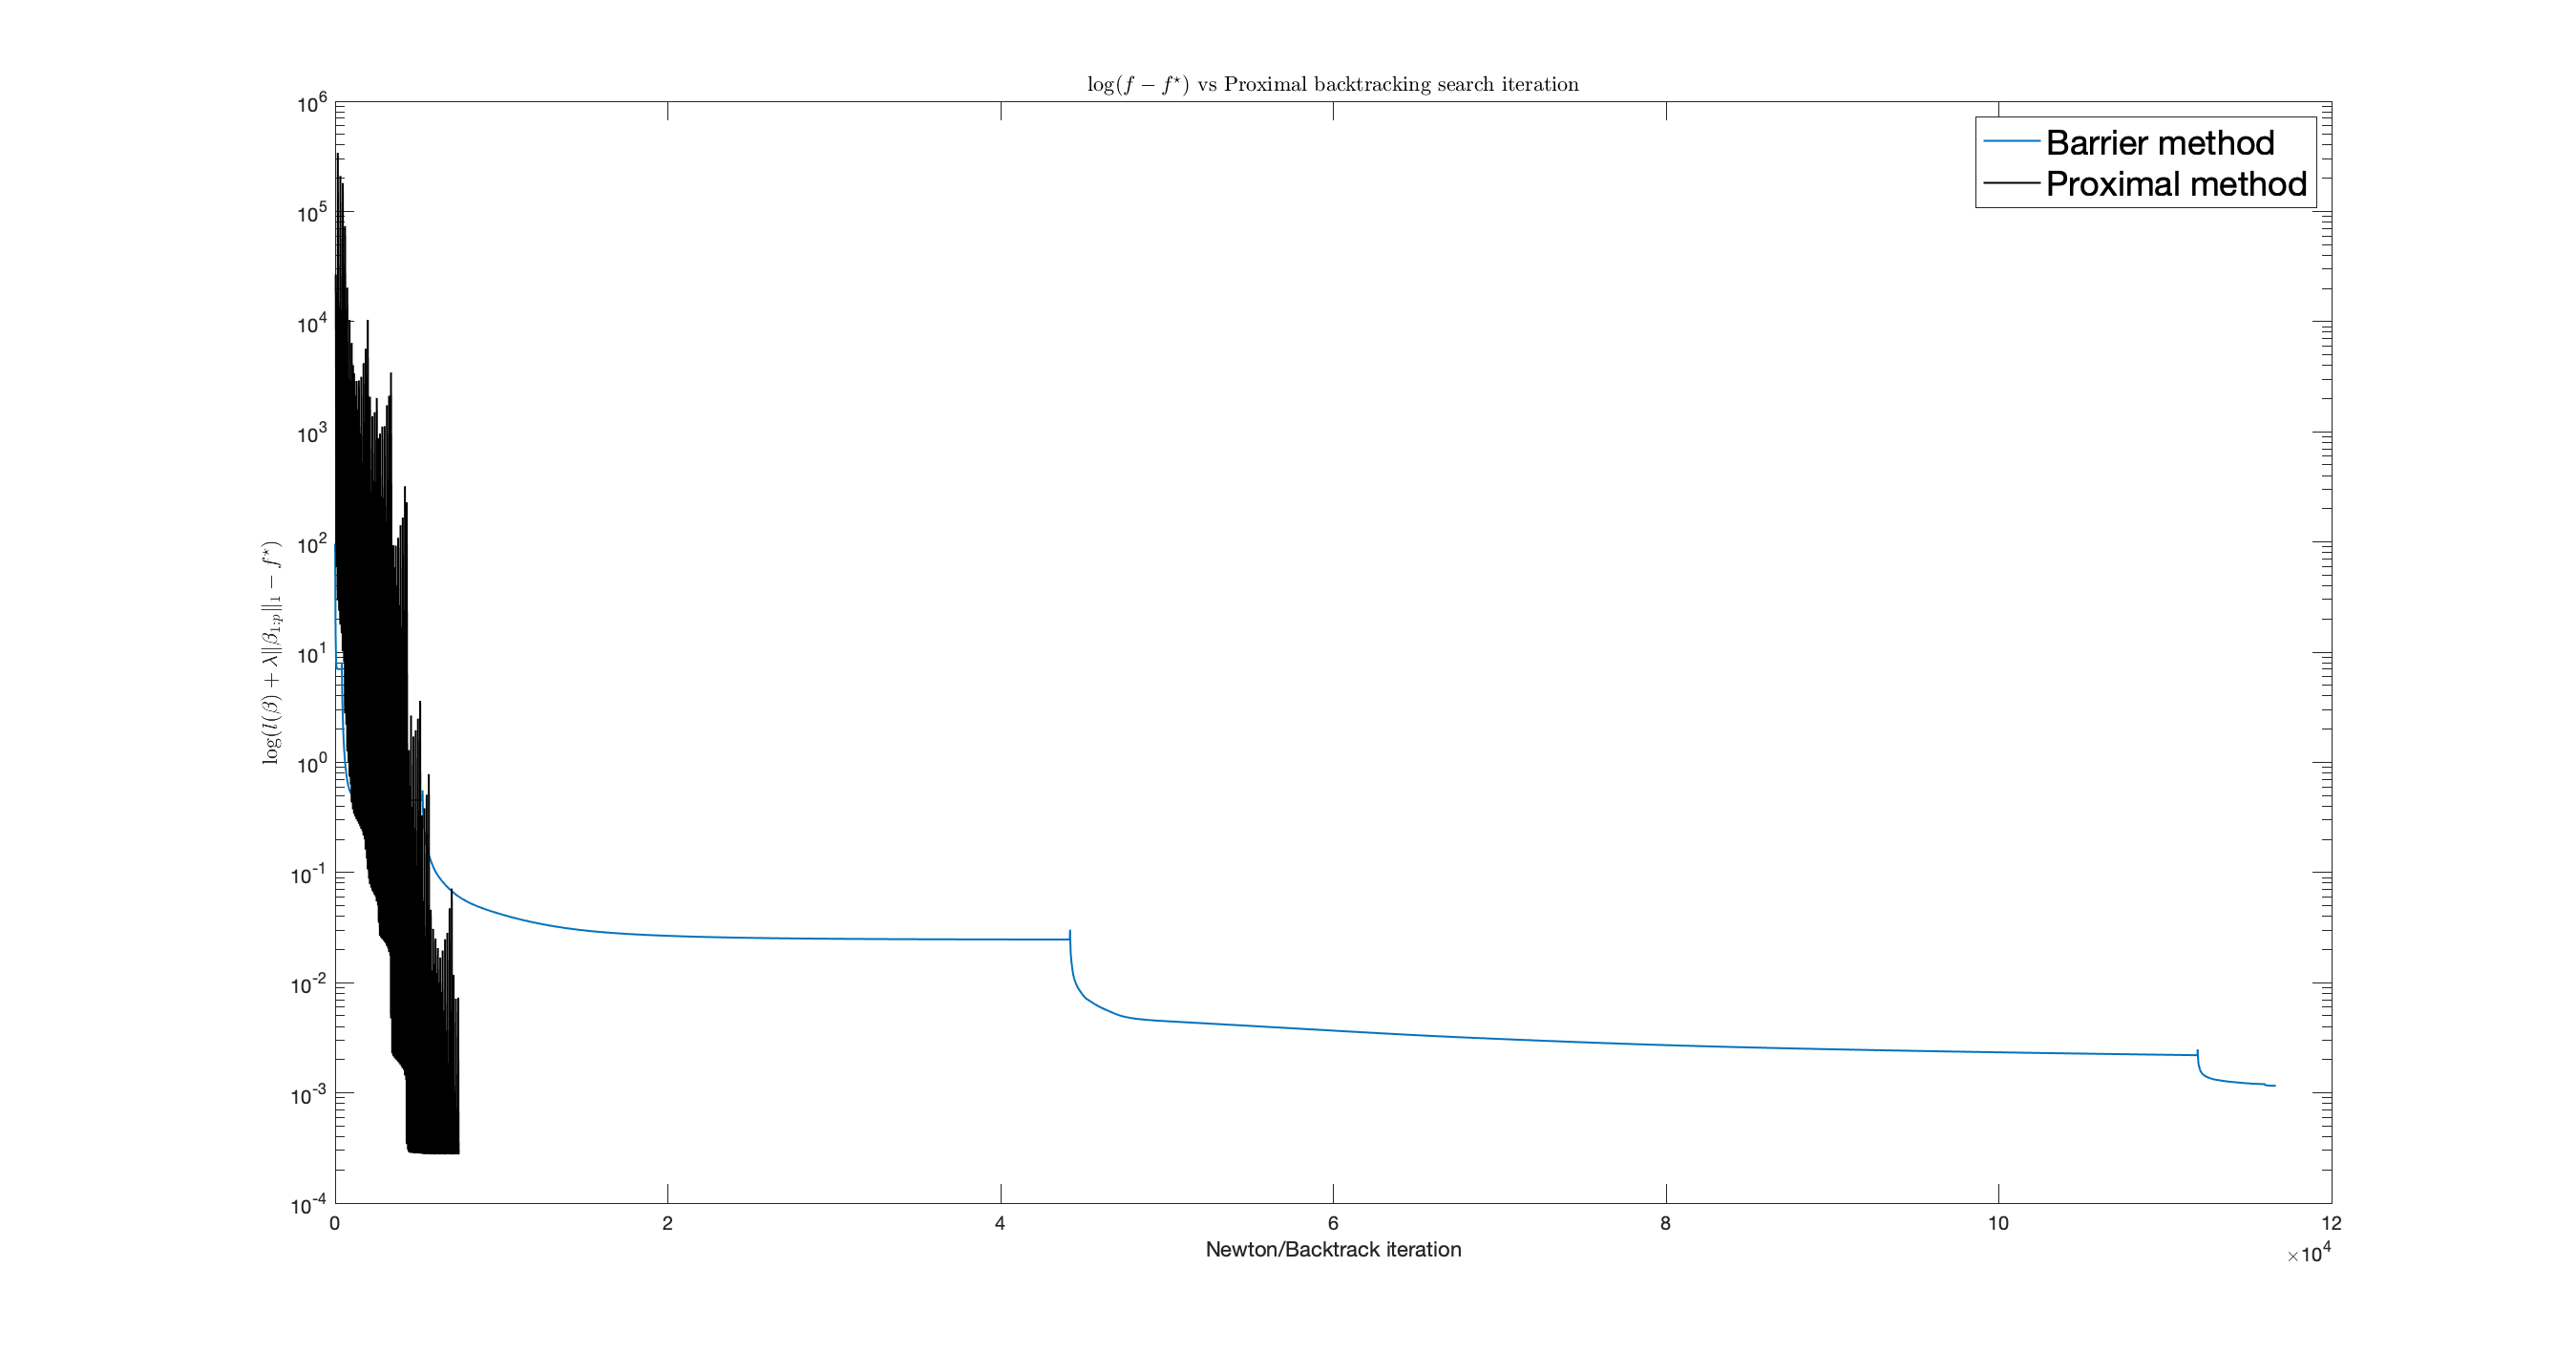 log(f − f⋆) vs Proximal backtracking search iteration
10^6
10^5
10^4
10^3
10^2
10^1
10^0
10^-1
10^-2
10^-3
10^-4
log(l(β) + λ‖β_{1:p}‖_1 − f⋆)
Barrier method
Proximal method
0 2 4 6 8 10 12
×10^4
Newton/Backtrack iteration